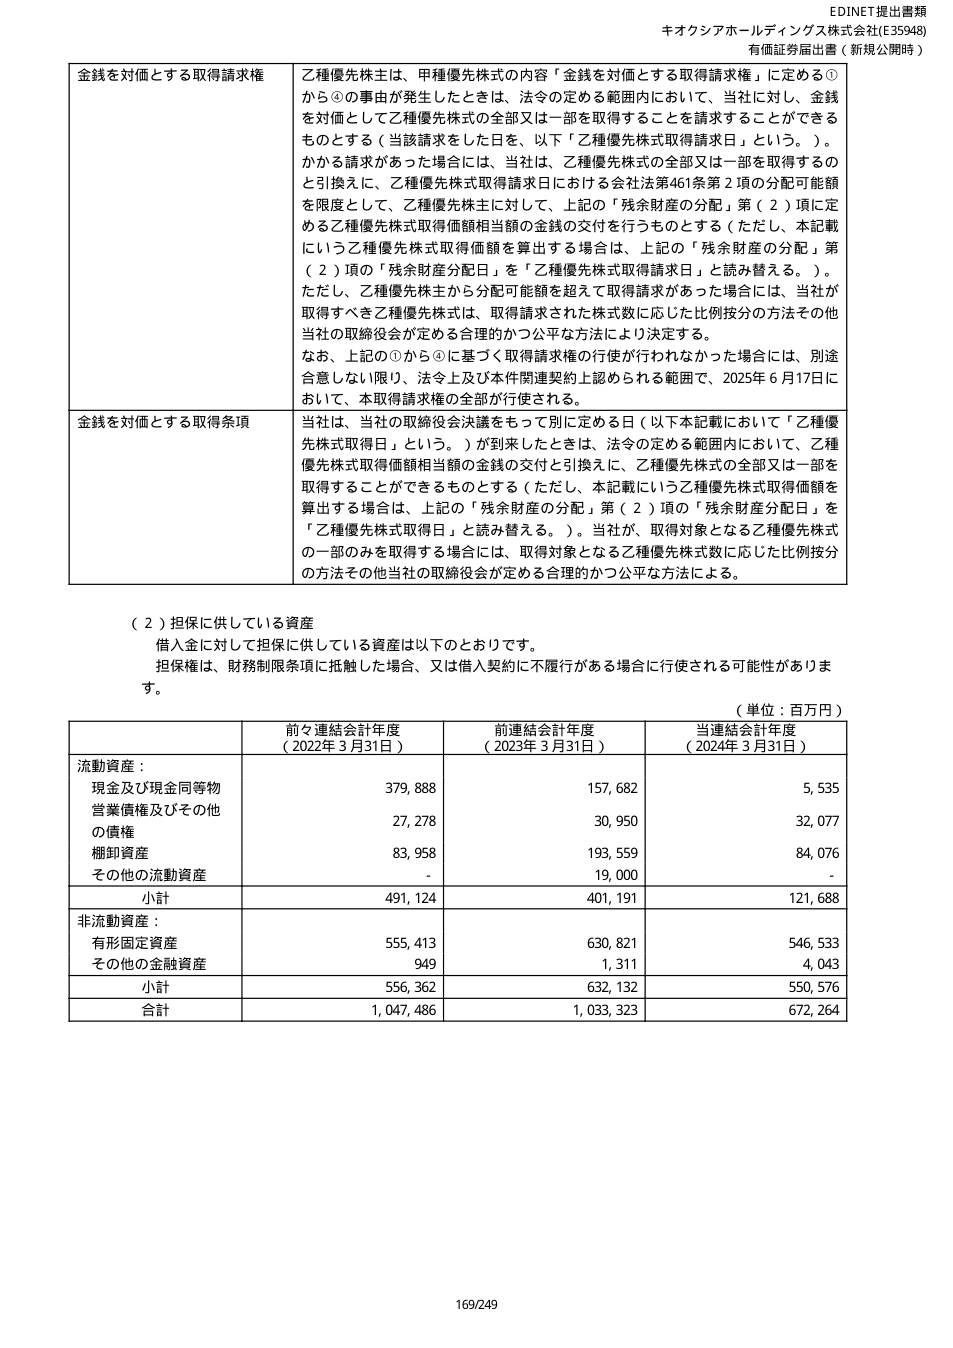 EDINET提出書類
キオクシアホールディングス株式会社(E35948)
有価証券届出書（新規公開時）
金銭を対価とする取得請求権
乙種優先株主は、甲種優先株式の内容「金銭を対価とする取得請求権」に定める①
から④の事由が発生したときは、法令の定める範囲内において、当社に対し、金銭
を対価として乙種優先株式の全部又は一部を取得することを請求することができる
ものとする（当該請求をした日を、以下「乙種優先株式取得請求日」という。）。
かかる請求があった場合には、当社は、乙種優先株式の全部又は一部を取得するの
と引換えに、乙種優先株式取得請求日における会社法第461条第２項の分配可能額
を限度として、乙種優先株主に対して、上記の「残余財産の分配」第（２）項に定
める乙種優先株式取得価額相当額の金銭の交付を行うものとする（ただし、本記載
にいう乙種優先株式取得価額を算出する場合は、上記の「残余財産の分配」第
（２）項の「残余財産分配日」を「乙種優先株式取得請求日」と読み替える。）。
ただし、乙種優先株主から分配可能額を超えて取得請求があった場合には、当社が
取得すべき乙種優先株式は、取得請求された株式数に応じた比例按分の方法その他
当社の取締役会が定める合理的かつ公平な方法により決定する。
なお、上記の①から④に基づく取得請求権の行使が行われなかった場合には、別途
合意しない限り、法令上及び本件関連契約上認められる範囲で、2025年６月17日に
おいて、本取得請求権の全部が行使される。
金銭を対価とする取得条項
当社は、当社の取締役会決議をもって別に定める日（以下本記載において「乙種優
先株式取得日」という。）が到来したときは、法令の定める範囲内において、乙種
優先株式取得価額相当額の金銭の交付と引換えに、乙種優先株式の全部又は一部を
取得することができるものとする（ただし、本記載にいう乙種優先株式取得価額を
算出する場合は、上記の「残余財産の分配」第（２）項の「残余財産分配日」を
「乙種優先株式取得日」と読み替える。）。当社が、取得対象となる乙種優先株式
の一部のみを取得する場合には、取得対象となる乙種優先株式数に応じた比例按分
の方法その他当社の取締役会が定める合理的かつ公平な方法による。
（２）担保に供している資産
借入金に対して担保に供している資産は以下のとおりです。
担保権は、財務制限条項に抵触した場合、又は借入契約に不履行がある場合に行使される可能性がありま
す。
（単位：百万円）
前々連結会計年度 前連結会計年度 当連結会計年度
（2022年３月31日） （2023年３月31日） （2024年３月31日）
流動資産：
現金及び現金同等物 379,888 157,682 5,535
営業債権及びその他
の債権 27,278 30,950 32,077
棚卸資産 83,958 193,559 84,076
その他の流動資産 - 19,000 -
小計 491,124 401,191 121,688
非流動資産：
有形固定資産 555,413 630,821 546,533
その他の金融資産 949 1,311 4,043
小計 556,362 632,132 550,576
合計 1,047,486 1,033,323 672,264
169/249